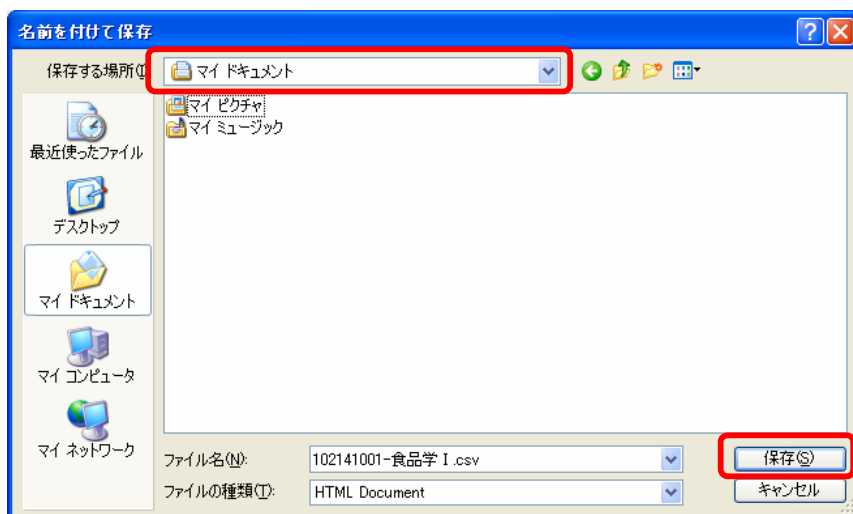 名前を付けて保存
保存する場所(I)
マイ ドキュメント
マイ ピクチャ
マイ ミュージック
最近使ったファイル
デスクトップ
マイ ドキュメント
マイ コンピュータ
マイ ネットワーク
ファイル名(N):
102141001-食品学Ⅰ.csv
保存(S)
ファイルの種類(T):
HTML Document
キャンセル